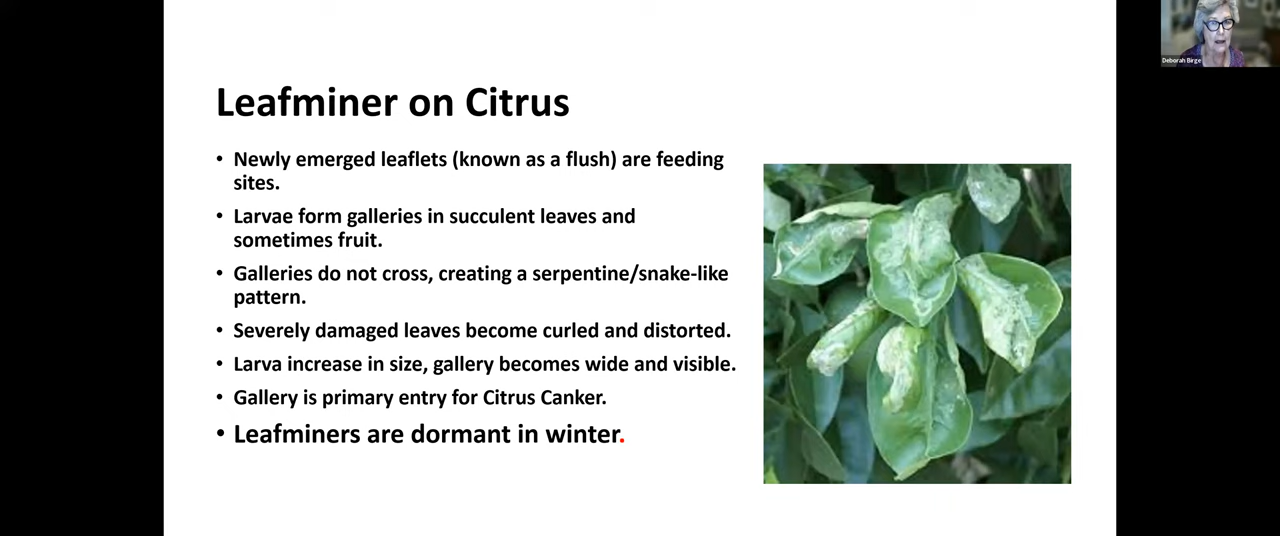 Deborah Birge
Leafminer on Citrus
• Newly emerged leaflets (known as a flush) are feeding
sites.
• Larvae form galleries in succulent leaves and
sometimes fruit.
• Galleries do not cross, creating a serpentine/snake-like
pattern.
• Severely damaged leaves become curled and distorted.
• Larva increase in size, gallery becomes wide and visible.
• Gallery is primary entry for Citrus Canker.
• Leafminers are dormant in winter.